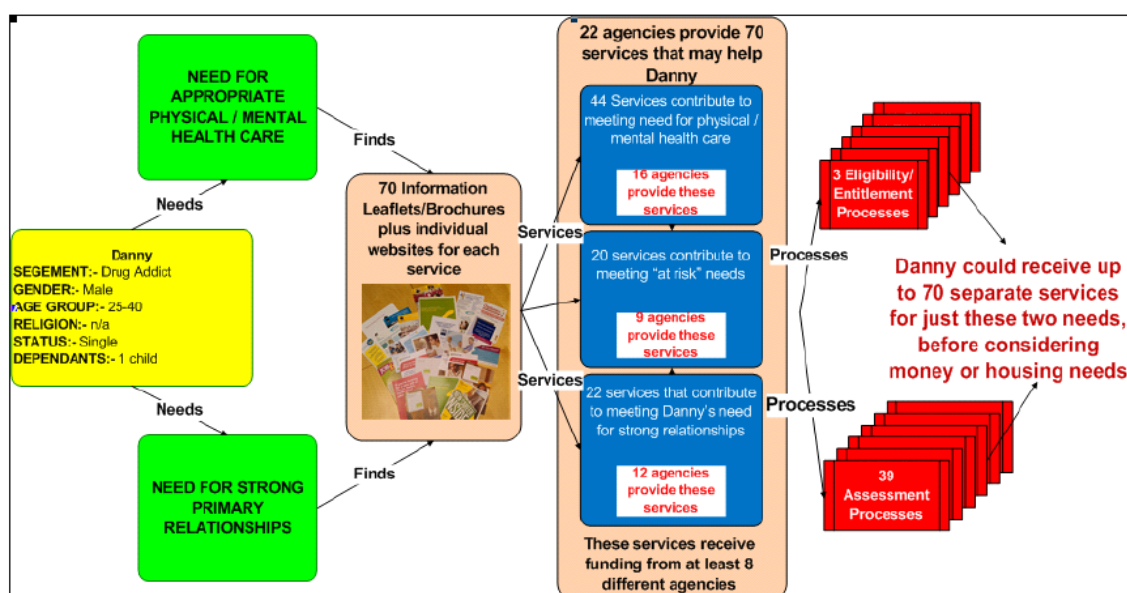 NEED FOR
APPROPRIATE
PHYSICAL / MENTAL
HEALTH CARE
Needs
Danny
SEGEMENT:- Drug Addict
GENDER:- Male
AGE GROUP:- 25-40
RELIGION:- n/a
STATUS:- Single
DEPENDANTS:- 1 child
Needs
NEED FOR STRONG
PRIMARY
RELATIONSHIPS
Finds
Finds
70 Information
Leaflets/Brochures
plus individual
websites for each
service
Services
Services
22 agencies provide 70
services that may help
Danny
44 Services contribute to
meeting need for physical /
mental health care
16 agencies
provide these
services
20 services contribute to
meeting "at risk" needs
9 agencies
provide these
services
22 services that contribute
to meeting Danny's need
for strong relationships
12 agencies
provide these
services
These services receive
funding from at least 8
different agencies
Processes
Processes
3 Eligibility/
Entitlement
Processes
39
Assessment
Processes
Danny could receive up
to 70 separate services
for just these two needs,
before considering
money or housing needs